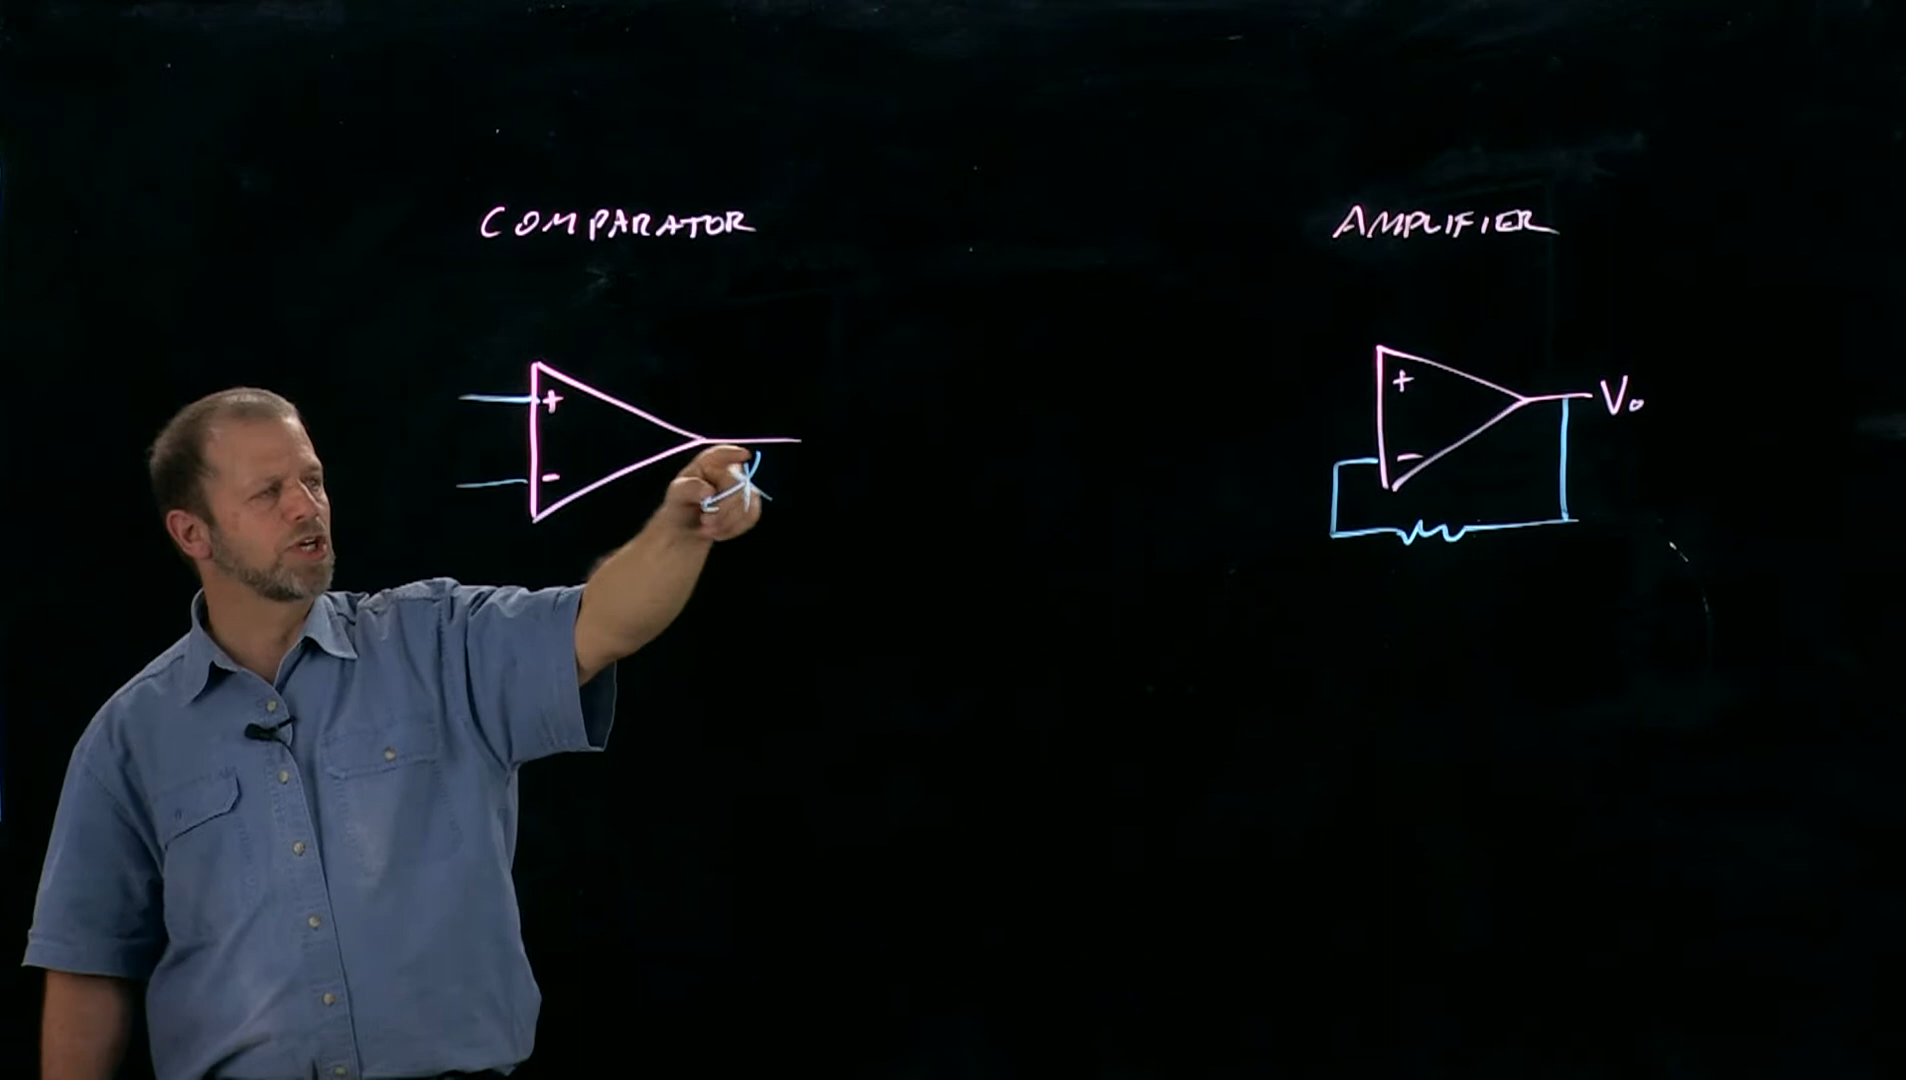 COMPARATOR
+
-
AMPLIFIER
+
-
Vo